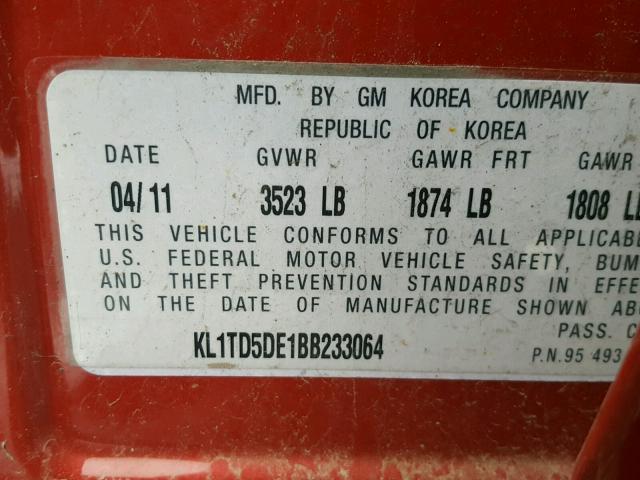 MFD. BY GM KOREA COMPANY
REPUBLIC OF KOREA
DATE GVWR GAWR FRT GAWR
04/11 3523 LB 1874 LB 1808
THIS VEHICLE CONFORMS TO ALL
U.S. FEDERAL MOTOR VEHICLE SAFETY,
AND THEFT PREVENTION STANDARDS IN
ON THE DATE OF MANUFACTURE SHOWN
PASS.
KL1TD5DE1BB233064
P.N.95 493